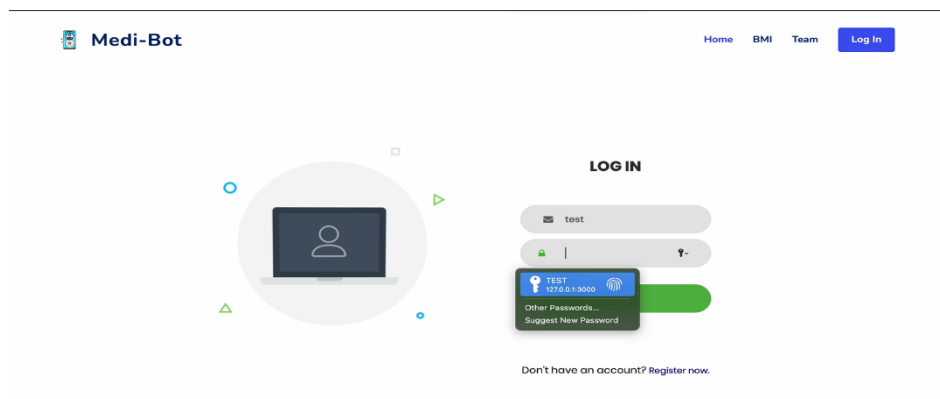 Medi-Bot
Home BMI Team Log In
LOG IN
test
TEST
127.0.0.1:3000
Other Passwords...
Suggest New Password
Don't have an account? Register now.